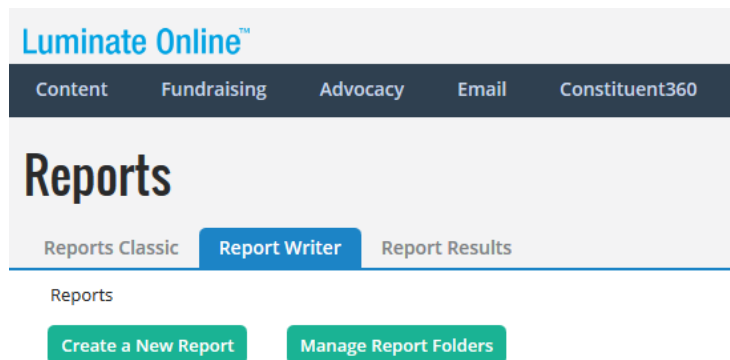 Luminate Online™
Content Fundraising Advocacy Email Constituent360
Reports
Reports Classic Report Writer Report Results
Reports
Create a New Report Manage Report Folders